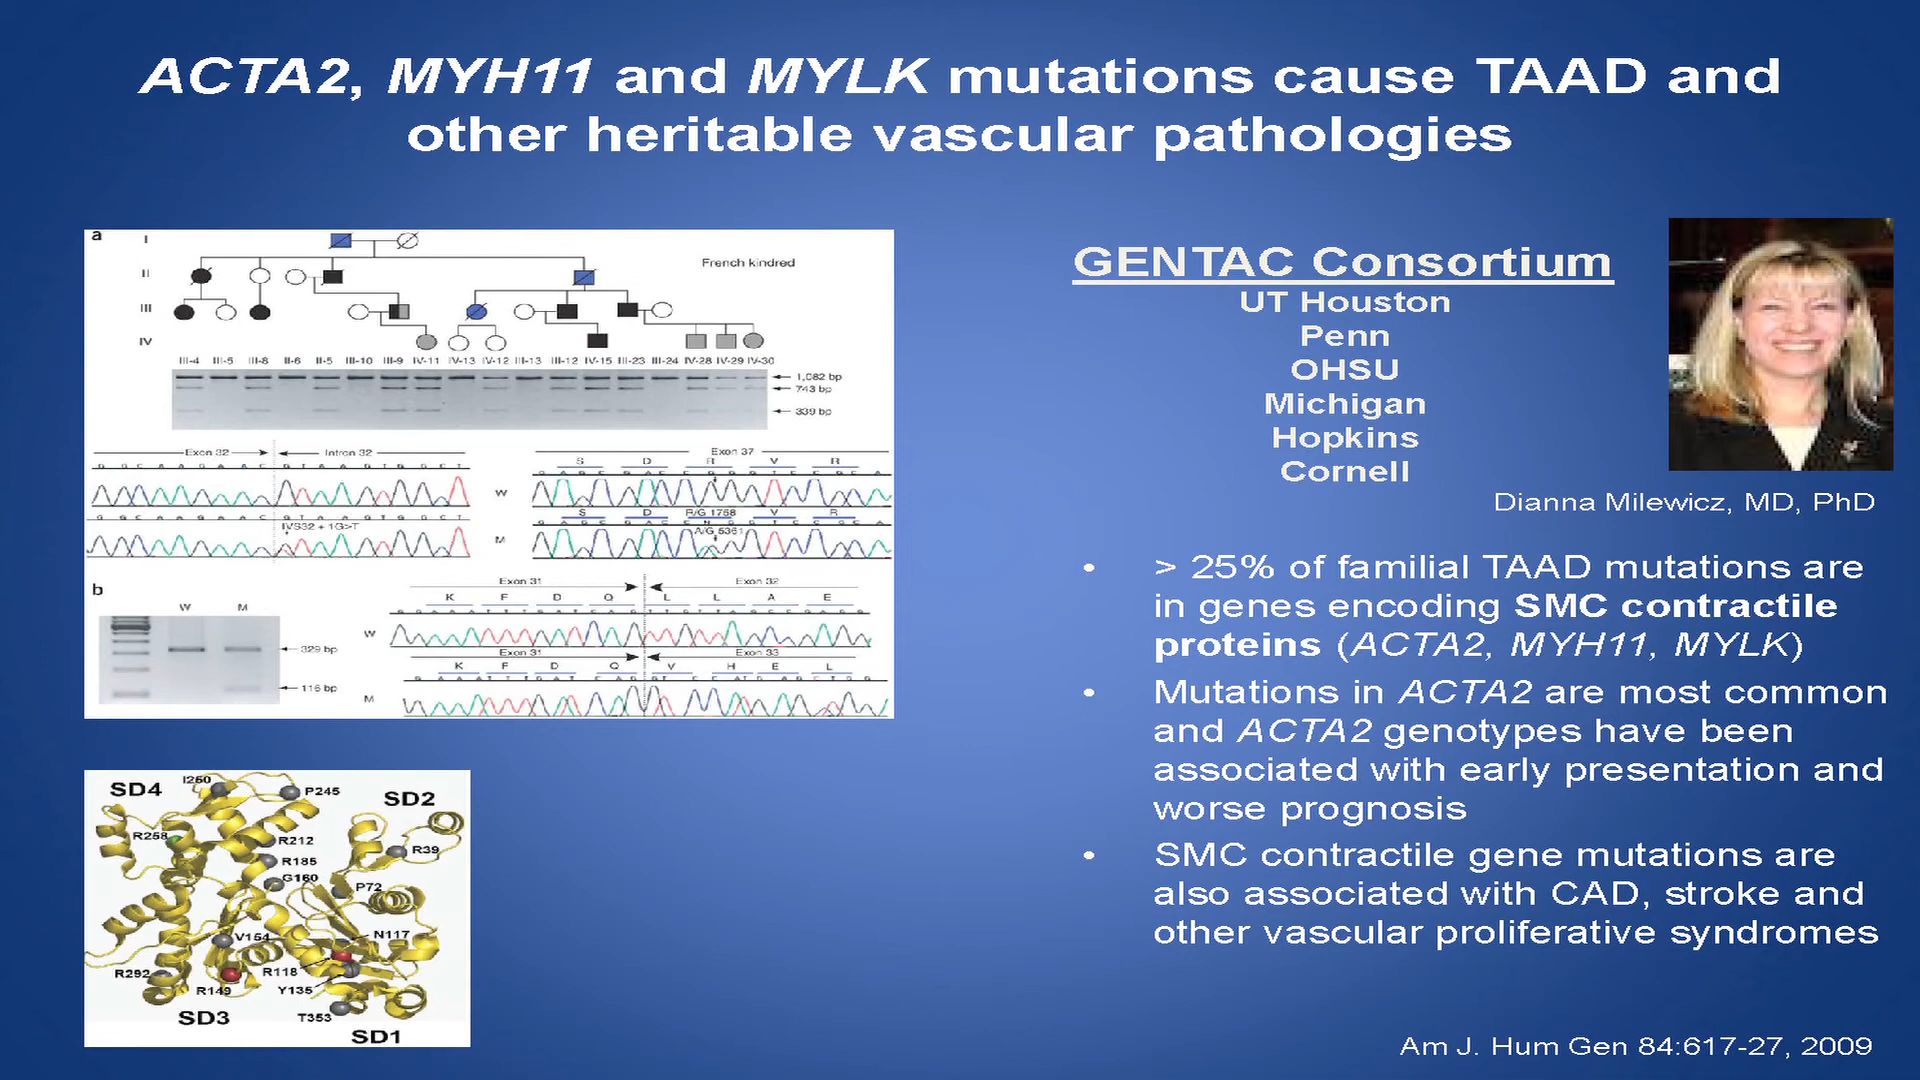 ACTA2, MYH11 and MYLK mutations cause TAAD and
other heritable vascular pathologies
a
I
II
III
IV
French kindred
III-4 III-5 III-8 II-6 II-5 III-10 III-9 IV-11 IV-13 IV-12 III-13 III-12 IV-15 III-23 III-24 IV-28 IV-29 IV-30
1,082 bp
743 bp
339 bp
Exon 32 Intron 32
G G C A A G A A C G T A A G T G G C T
W
G G C A A G A A C G T A A G T G G C T
IVS32 + 1G>T
M
Exon 37
S D R V R
S D R/G 1758 V R
A/G 5361
b
W M
329 bp
116 bp
Exon 31 Exon 32
K F D Q L L A E
W
Exon 31 Exon 33
K F D Q V H E L
M
SD4
I250
P245
SD2
R258
R212
R39
R185
G160
P72
V154
N117
R292
R118
R149
Y135
T353
SD3
SD1
GENTAC Consortium
UT Houston
Penn
OHSU
Michigan
Hopkins
Cornell
Dianna Milewicz, MD, PhD
• > 25% of familial TAAD mutations are
in genes encoding SMC contractile
proteins (ACTA2, MYH11, MYLK)
• Mutations in ACTA2 are most common
and ACTA2 genotypes have been
associated with early presentation and
worse prognosis
• SMC contractile gene mutations are
also associated with CAD, stroke and
other vascular proliferative syndromes
Am J. Hum Gen 84:617-27, 2009